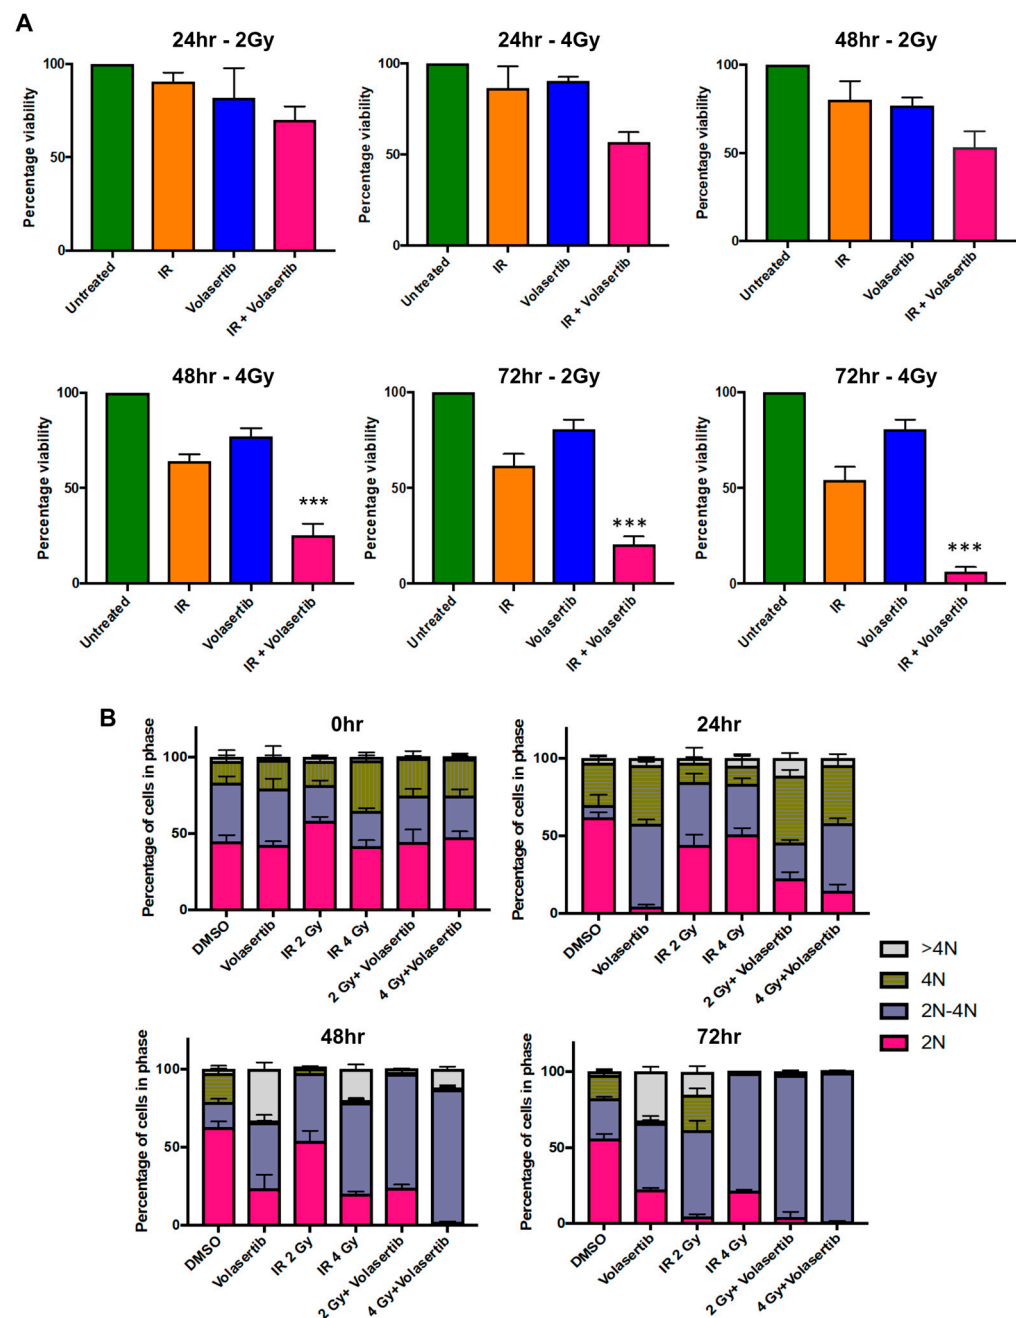 A
24hr - 2Gy
24hr - 4Gy
48hr - 2Gy
Percentage viability
100
50
0
Untreated
IR
Volasertib
IR + Volasertib
Percentage viability
100
50
0
Untreated
IR
Volasertib
IR + Volasertib
Percentage viability
100
50
0
Untreated
IR
Volasertib
IR + Volasertib
48hr - 4Gy
72hr - 2Gy
72hr - 4Gy
Percentage viability
100
50
0
***
Untreated
IR
Volasertib
IR + Volasertib
Percentage viability
100
50
0
***
Untreated
IR
Volasertib
IR + Volasertib
Percentage viability
100
50
0
***
Untreated
IR
Volasertib
IR + Volasertib
B
0hr
24hr
Percentage of cells in phase
100
50
0
DMSO
Volasertib
IR 2 Gy
IR 4 Gy
2 Gy+ Volasertib
4 Gy+Volasertib
Percentage of cells in phase
100
50
0
DMSO
Volasertib
IR 2 Gy
IR 4 Gy
2 Gy+ Volasertib
4 Gy+Volasertib
>4N
4N
2N-4N
2N
48hr
72hr
Percentage of cells in phase
100
50
0
DMSO
Volasertib
IR 2 Gy
IR 4 Gy
2 Gy+ Volasertib
4 Gy+Volasertib
Percentage of cells in phase
100
50
0
DMSO
Volasertib
IR 2 Gy
IR 4 Gy
2 Gy+ Volasertib
4 Gy+Volasertib